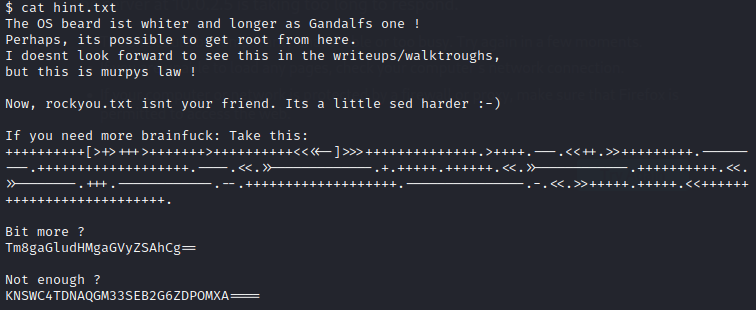 $ cat hint.txt
The OS beard ist whiter and longer as Gandalfs one !
Perhaps, its possible to get root from here.
I doesnt look forward to see this in the writeups/walktroughs,
but this is murpys law !
Now, rockyou.txt isnt your friend. Its a little sed harder :-)
If you need more brainfuck: Take this:
++++++++++[>+>+++>+++++++>++++++++++<<<<-]>>>++++++++++++++.>++++.---.<<++.>>+++++++++.------
---.+++++++++++++++++++.----.<<.>>------------.+.+++++.++++++.<<.>>-----------.++++++++++.<<.
>>-------.+++.------------.--.+++++++++++++++++++.---------------.-.<<.>>+++++.+++++.<<++++++
++++++++++++++++++++.
Bit more ?
Tm8gaGludHMgaGVyZSAhCg==
Not enough ?
KNSWC4TDNAQGM33SEB2G6ZDPOMXA====